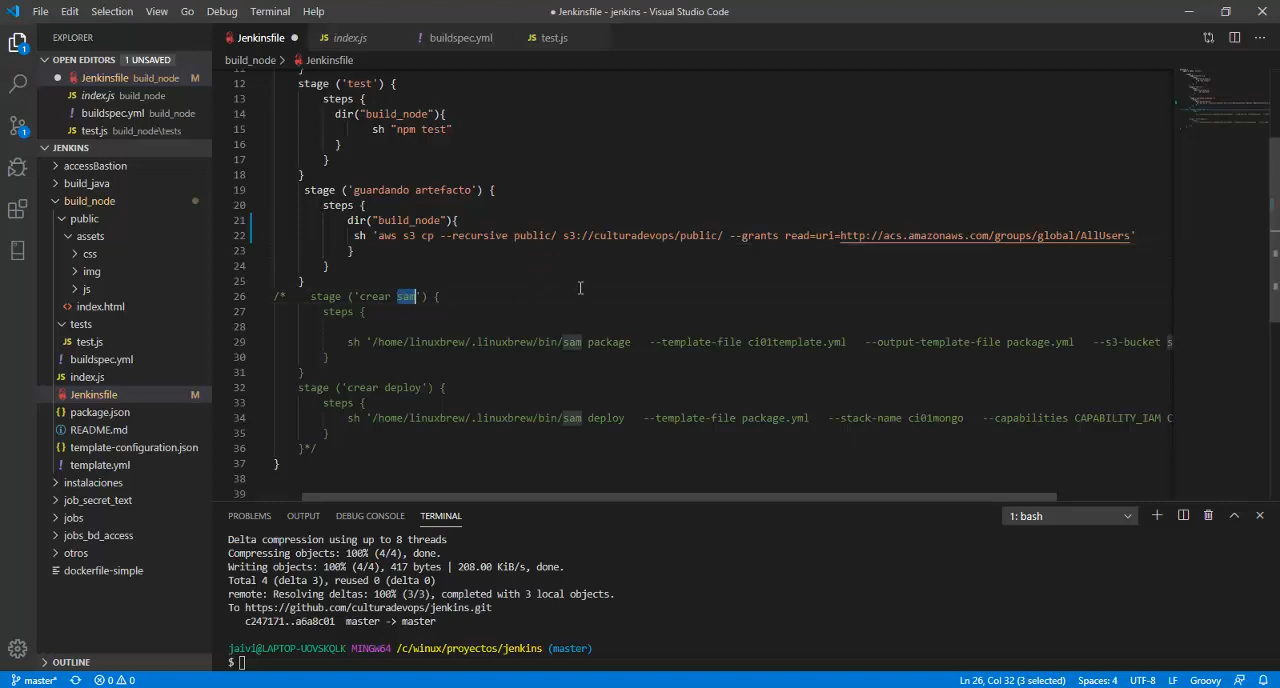 File Edit Selection View Go Debug Terminal Help
● Jenkinsfile - jenkins - Visual Studio Code
EXPLORER
OPEN EDITORS 1 UNSAVED
Jenkinsfile build_node M
JS index.js build_node
! buildspec.yml build_node
JS test.js build_node\tests
JENKINS
accessBastion
build_java
build_node
public
assets
css
img
js
index.html
tests
JS test.js
! buildspec.yml
JS index.js
Jenkinsfile M
{} package.json
README.md
{} template-configuration.json
! template.yml
instalaciones
job_secret_text
jobs
jobs_bd_access
otros
dockerfile-simple
OUTLINE
Jenkinsfile ● JS index.js ! buildspec.yml JS test.js
build_node > Jenkinsfile
11 }
12 stage ('test') {
13 steps {
14 dir("build_node"){
15 sh "npm test"
16 }
17 }
18 }
19 stage ('guardando artefacto') {
20 steps {
21 dir("build_node"){
22 sh 'aws s3 cp --recursive public/ s3://culturadevops/public/ --grants read=uri=http://acs.amazonaws.com/groups/global/AllUsers'
23 }
24 }
25 }
26 /* stage ('crear sam') {
27 steps {
28
29 sh '/home/linuxbrew/.linuxbrew/bin/sam package --template-file ci01template.yml --output-template-file package.yml --s3-bucket s
30 }
31 }
32 stage ('crear deploy') {
33 steps {
34 sh '/home/linuxbrew/.linuxbrew/bin/sam deploy --template-file package.yml --stack-name ci01mongo --capabilities CAPABILITY_IAM C
35 }
36 }*/
37 }
38
39
PROBLEMS OUTPUT DEBUG CONSOLE TERMINAL
1: bash
Delta compression using up to 8 threads
Compressing objects: 100% (4/4), done.
Writing objects: 100% (4/4), 417 bytes | 208.00 KiB/s, done.
Total 4 (delta 3), reused 0 (delta 0)
remote: Resolving deltas: 100% (3/3), completed with 3 local objects.
To https://github.com/culturadevops/jenkins.git
c247171..a6a8c01 master -> master
jaivi@LAPTOP-UOVSKQLK MINGW64 /c/winux/proyectos/jenkins (master)
$
master* 0 0 Ln 26, Col 32 (3 selected) Spaces: 4 UTF-8 LF Groovy